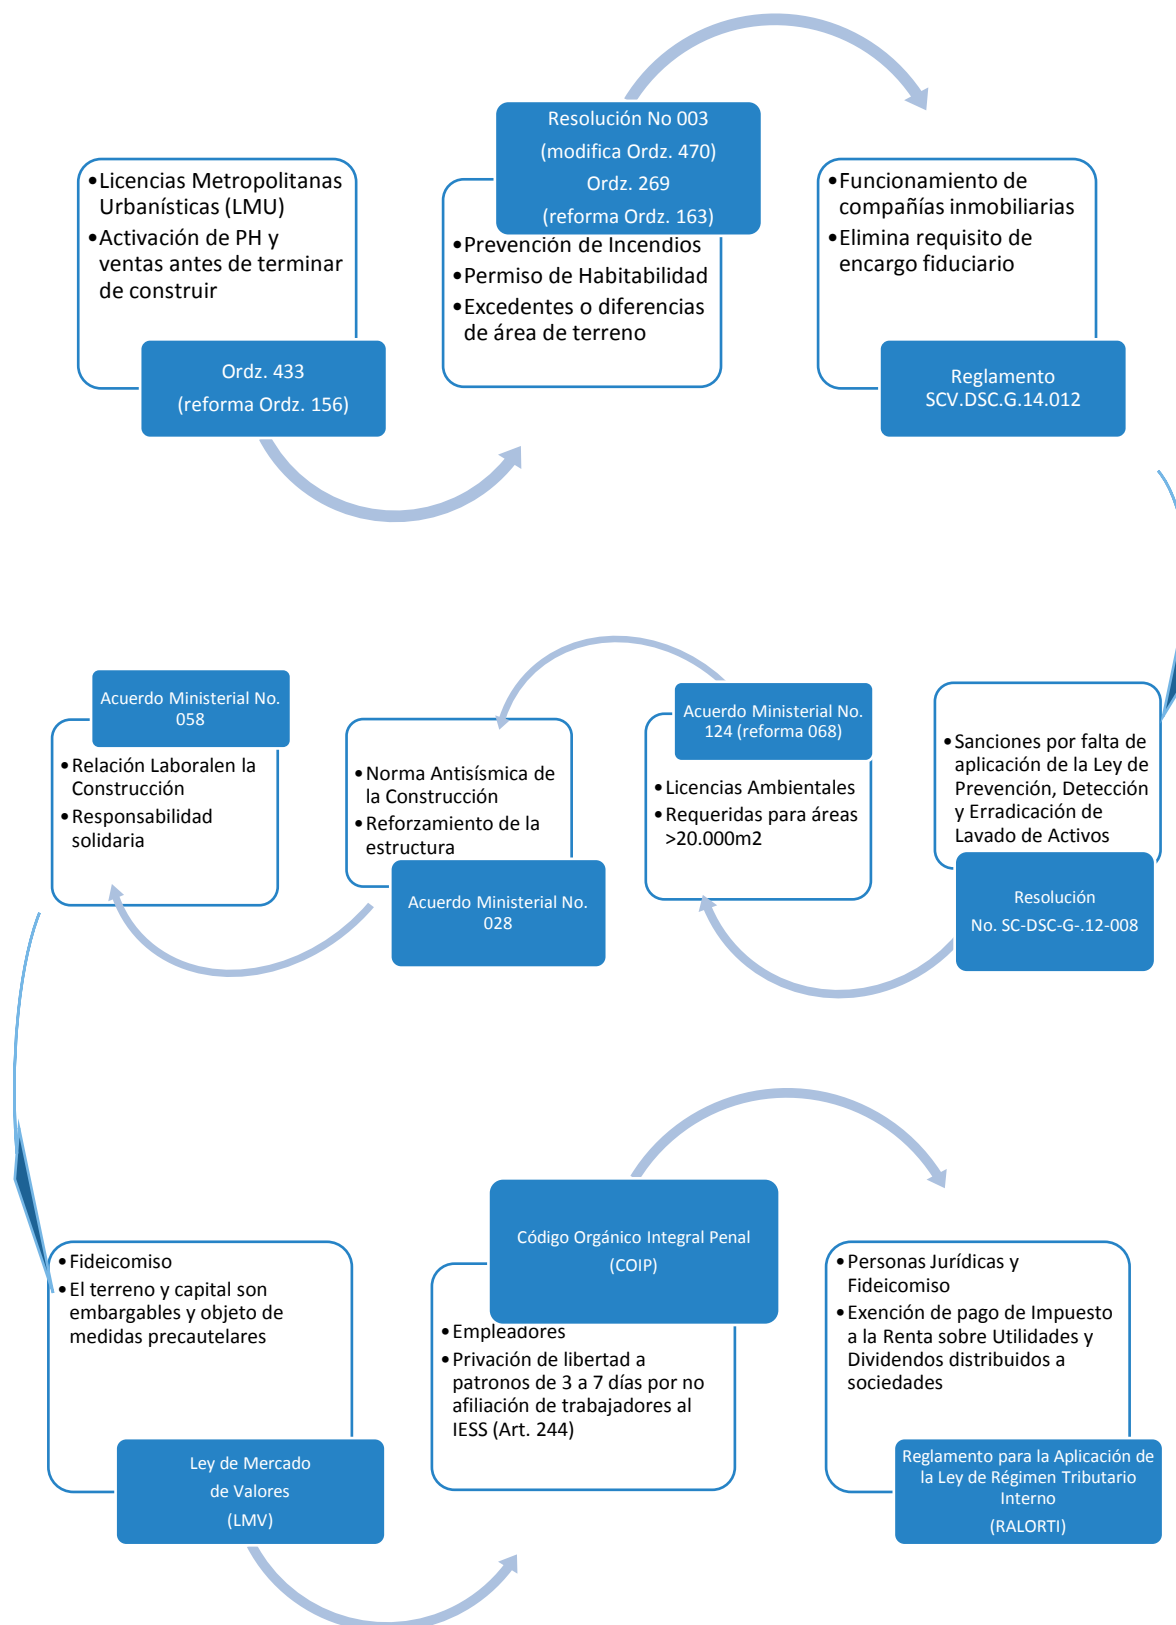 •Licencias Metropolitanas
Urbanísticas (LMU)
•Activación de PH y
ventas antes de terminar
de construir
Ordz. 433
(reforma Ordz. 156)
Resolución No 003
(modifica Ordz. 470)
Ordz. 269
(reforma Ordz. 163)
•Prevención de Incendios
•Permiso de Habitabilidad
•Excedentes o diferencias
de área de terreno
•Funcionamiento de
compañías inmobiliarias
•Elimina requisito de
encargo fiduciario
Reglamento
SCV.DSC.G.14.012
•Sanciones por falta de
aplicación de la Ley de
Prevención, Detección
y Erradicación de
Lavado de Activos
Resolución
No. SC-DSC-G-.12-008
Acuerdo Ministerial No.
124 (reforma 068)
•Licencias Ambientales
•Requeridas para áreas
>20.000m2
•Norma Antisísmica de
la Construcción
•Reforzamiento de la
estructura
Acuerdo Ministerial No.
028
Acuerdo Ministerial No.
058
•Relación Laboralen la
Construcción
•Responsabilidad
solidaria
•Fideicomiso
•El terreno y capital son
embargables y objeto de
medidas precautelares
Ley de Mercado
de Valores
(LMV)
Código Orgánico Integral Penal
(COIP)
•Empleadores
•Privación de libertad a
patronos de 3 a 7 días por no
afiliación de trabajadores al
IESS (Art. 244)
•Personas Jurídicas y
Fideicomiso
•Exención de pago de Impuesto
a la Renta sobre Utilidades y
Dividendos distribuidos a
sociedades
Reglamento para la Aplicación de
la Ley de Régimen Tributario
Interno
(RALORTI)